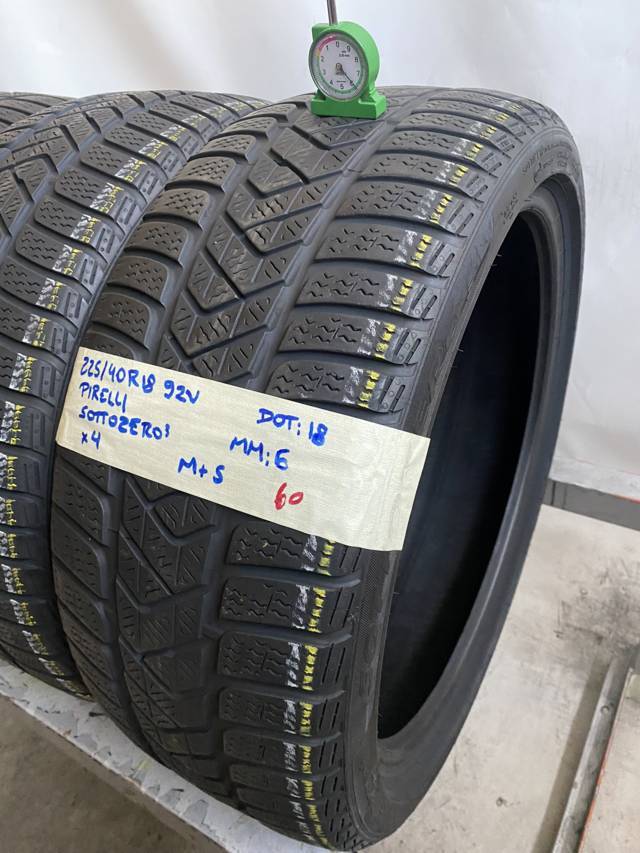 225/40R18 92V
PIRELLI
SOTTOZERO3
x4
M+S
DOT: 18
MM: 6
60